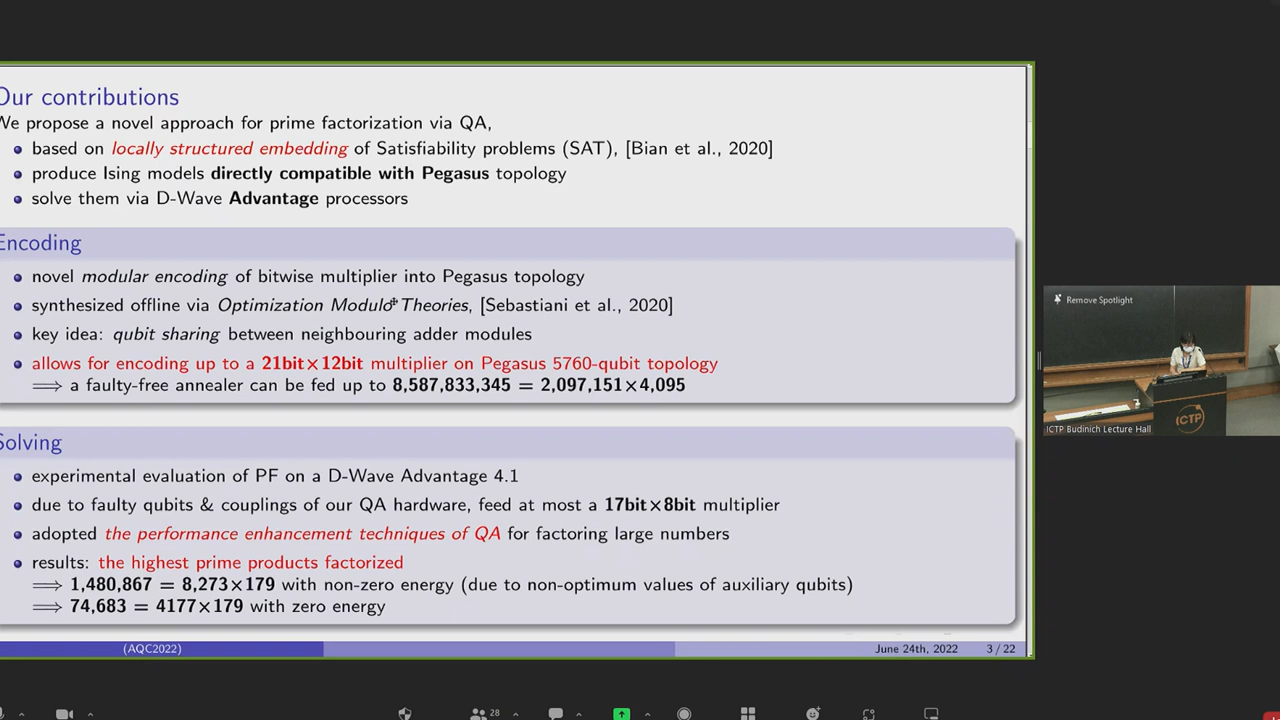 Our contributions
We propose a novel approach for prime factorization via QA,
based on locally structured embedding of Satisfiability problems (SAT), [Bian et al., 2020]
produce Ising models directly compatible with Pegasus topology
solve them via D-Wave Advantage processors
Encoding
novel modular encoding of bitwise multiplier into Pegasus topology
synthesized offline via Optimization Modulo Theories, [Sebastiani et al., 2020]
key idea: qubit sharing between neighbouring adder modules
allows for encoding up to a 21bit×12bit multiplier on Pegasus 5760-qubit topology
⟹ a faulty-free annealer can be fed up to 8,587,833,345 = 2,097,151×4,095
Solving
experimental evaluation of PF on a D-Wave Advantage 4.1
due to faulty qubits & couplings of our QA hardware, feed at most a 17bit×8bit multiplier
adopted the performance enhancement techniques of QA for factoring large numbers
results: the highest prime products factorized
⟹ 1,480,867 = 8,273×179 with non-zero energy (due to non-optimum values of auxiliary qubits)
⟹ 74,683 = 4177×179 with zero energy
(AQC2022) June 24th, 2022 3 / 22
Remove Spotlight
ICTP
ICTP Budinich Lecture Hall
28